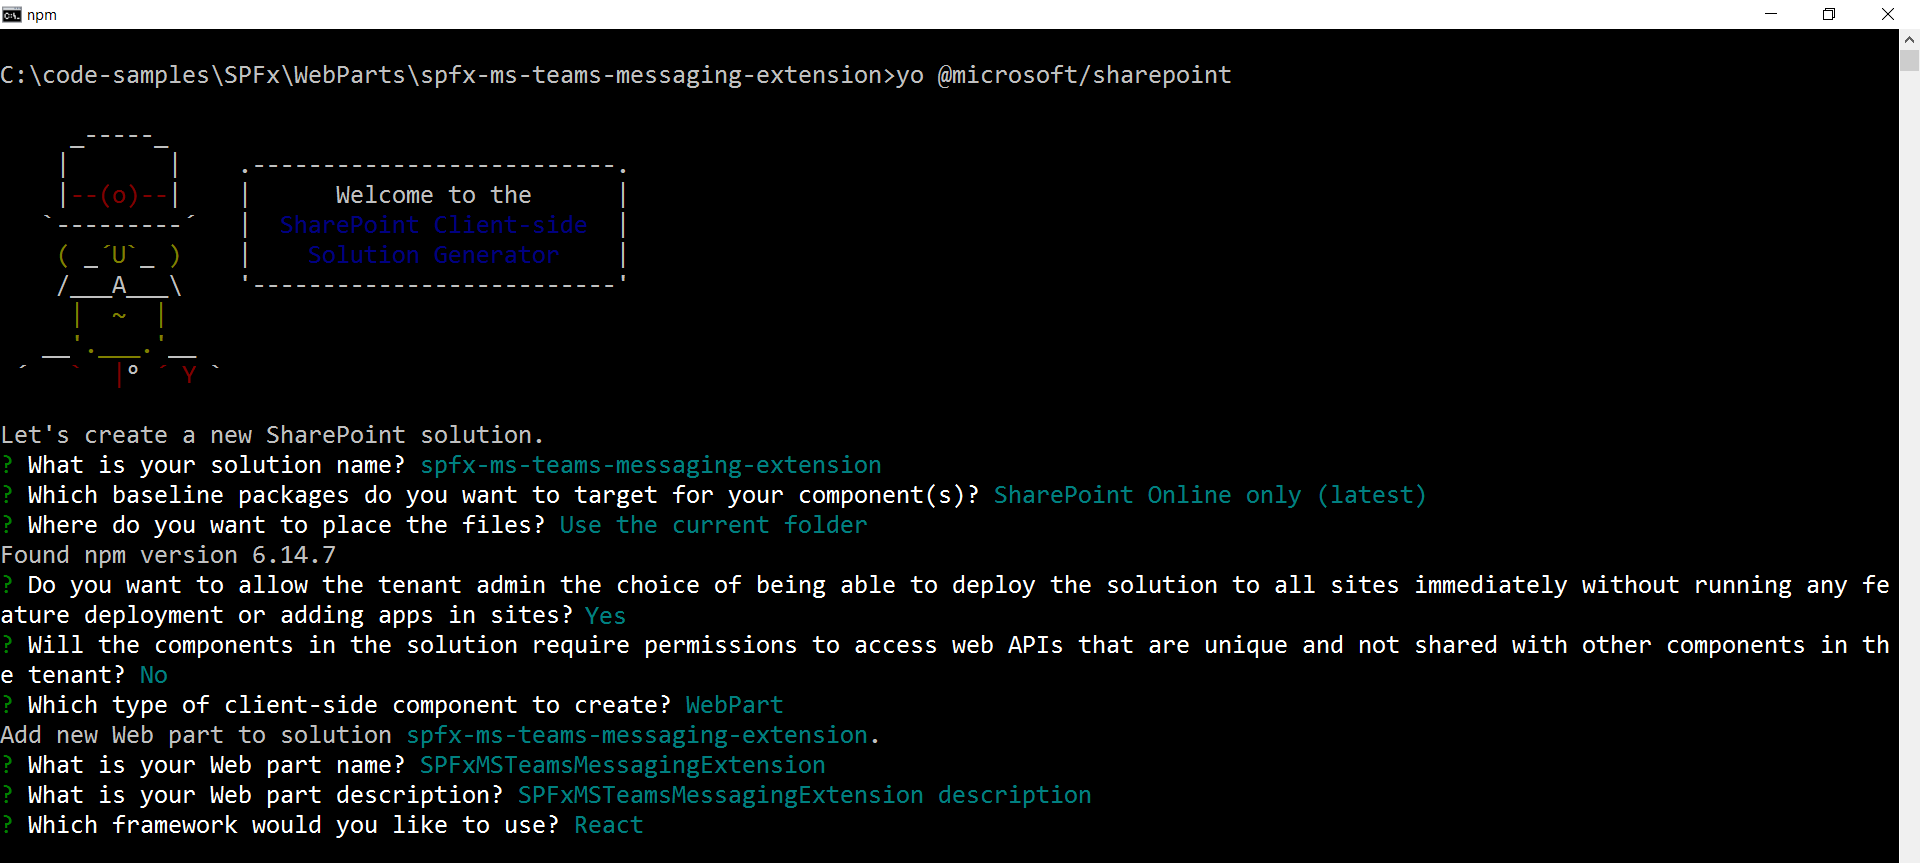 npm
C:\code-samples\SPFx\WebParts\spfx-ms-teams-messaging-extension>yo @microsoft/sharepoint
     _-----_
    |       |    .--------------------------.
    |--(o)--|    |      Welcome to the      |
   `---------´   |  SharePoint Client-side  |
    ( _´U`_ )    |    Solution Generator    |
    /___A___\    '--------------------------'
     |  ~  |
   __'.___.'__
 ´   `  |° ´ Y `
Let's create a new SharePoint solution.
? What is your solution name? spfx-ms-teams-messaging-extension
? Which baseline packages do you want to target for your component(s)? SharePoint Online only (latest)
? Where do you want to place the files? Use the current folder
Found npm version 6.14.7
? Do you want to allow the tenant admin the choice of being able to deploy the solution to all sites immediately without running any fe
ature deployment or adding apps in sites? Yes
? Will the components in the solution require permissions to access web APIs that are unique and not shared with other components in th
e tenant? No
? Which type of client-side component to create? WebPart
Add new Web part to solution spfx-ms-teams-messaging-extension.
? What is your Web part name? SPFxMSTeamsMessagingExtension
? What is your Web part description? SPFxMSTeamsMessagingExtension description
? Which framework would you like to use? React